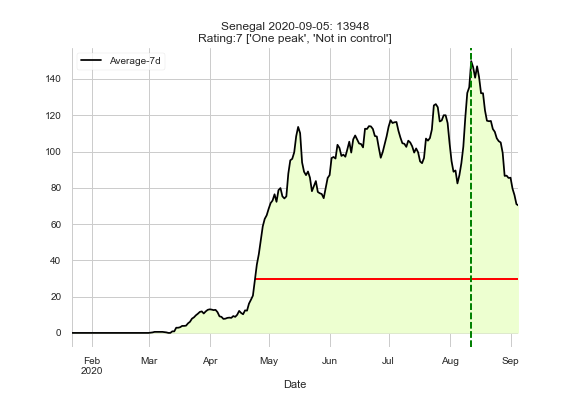 Senegal 2020-09-05: 13948
Rating:7 ['One peak', 'Not in control']
Average-7d
140
120
100
80
60
40
20
0
Feb
2020
Mar
Apr
May
Jun
Jul
Aug
Sep
Date